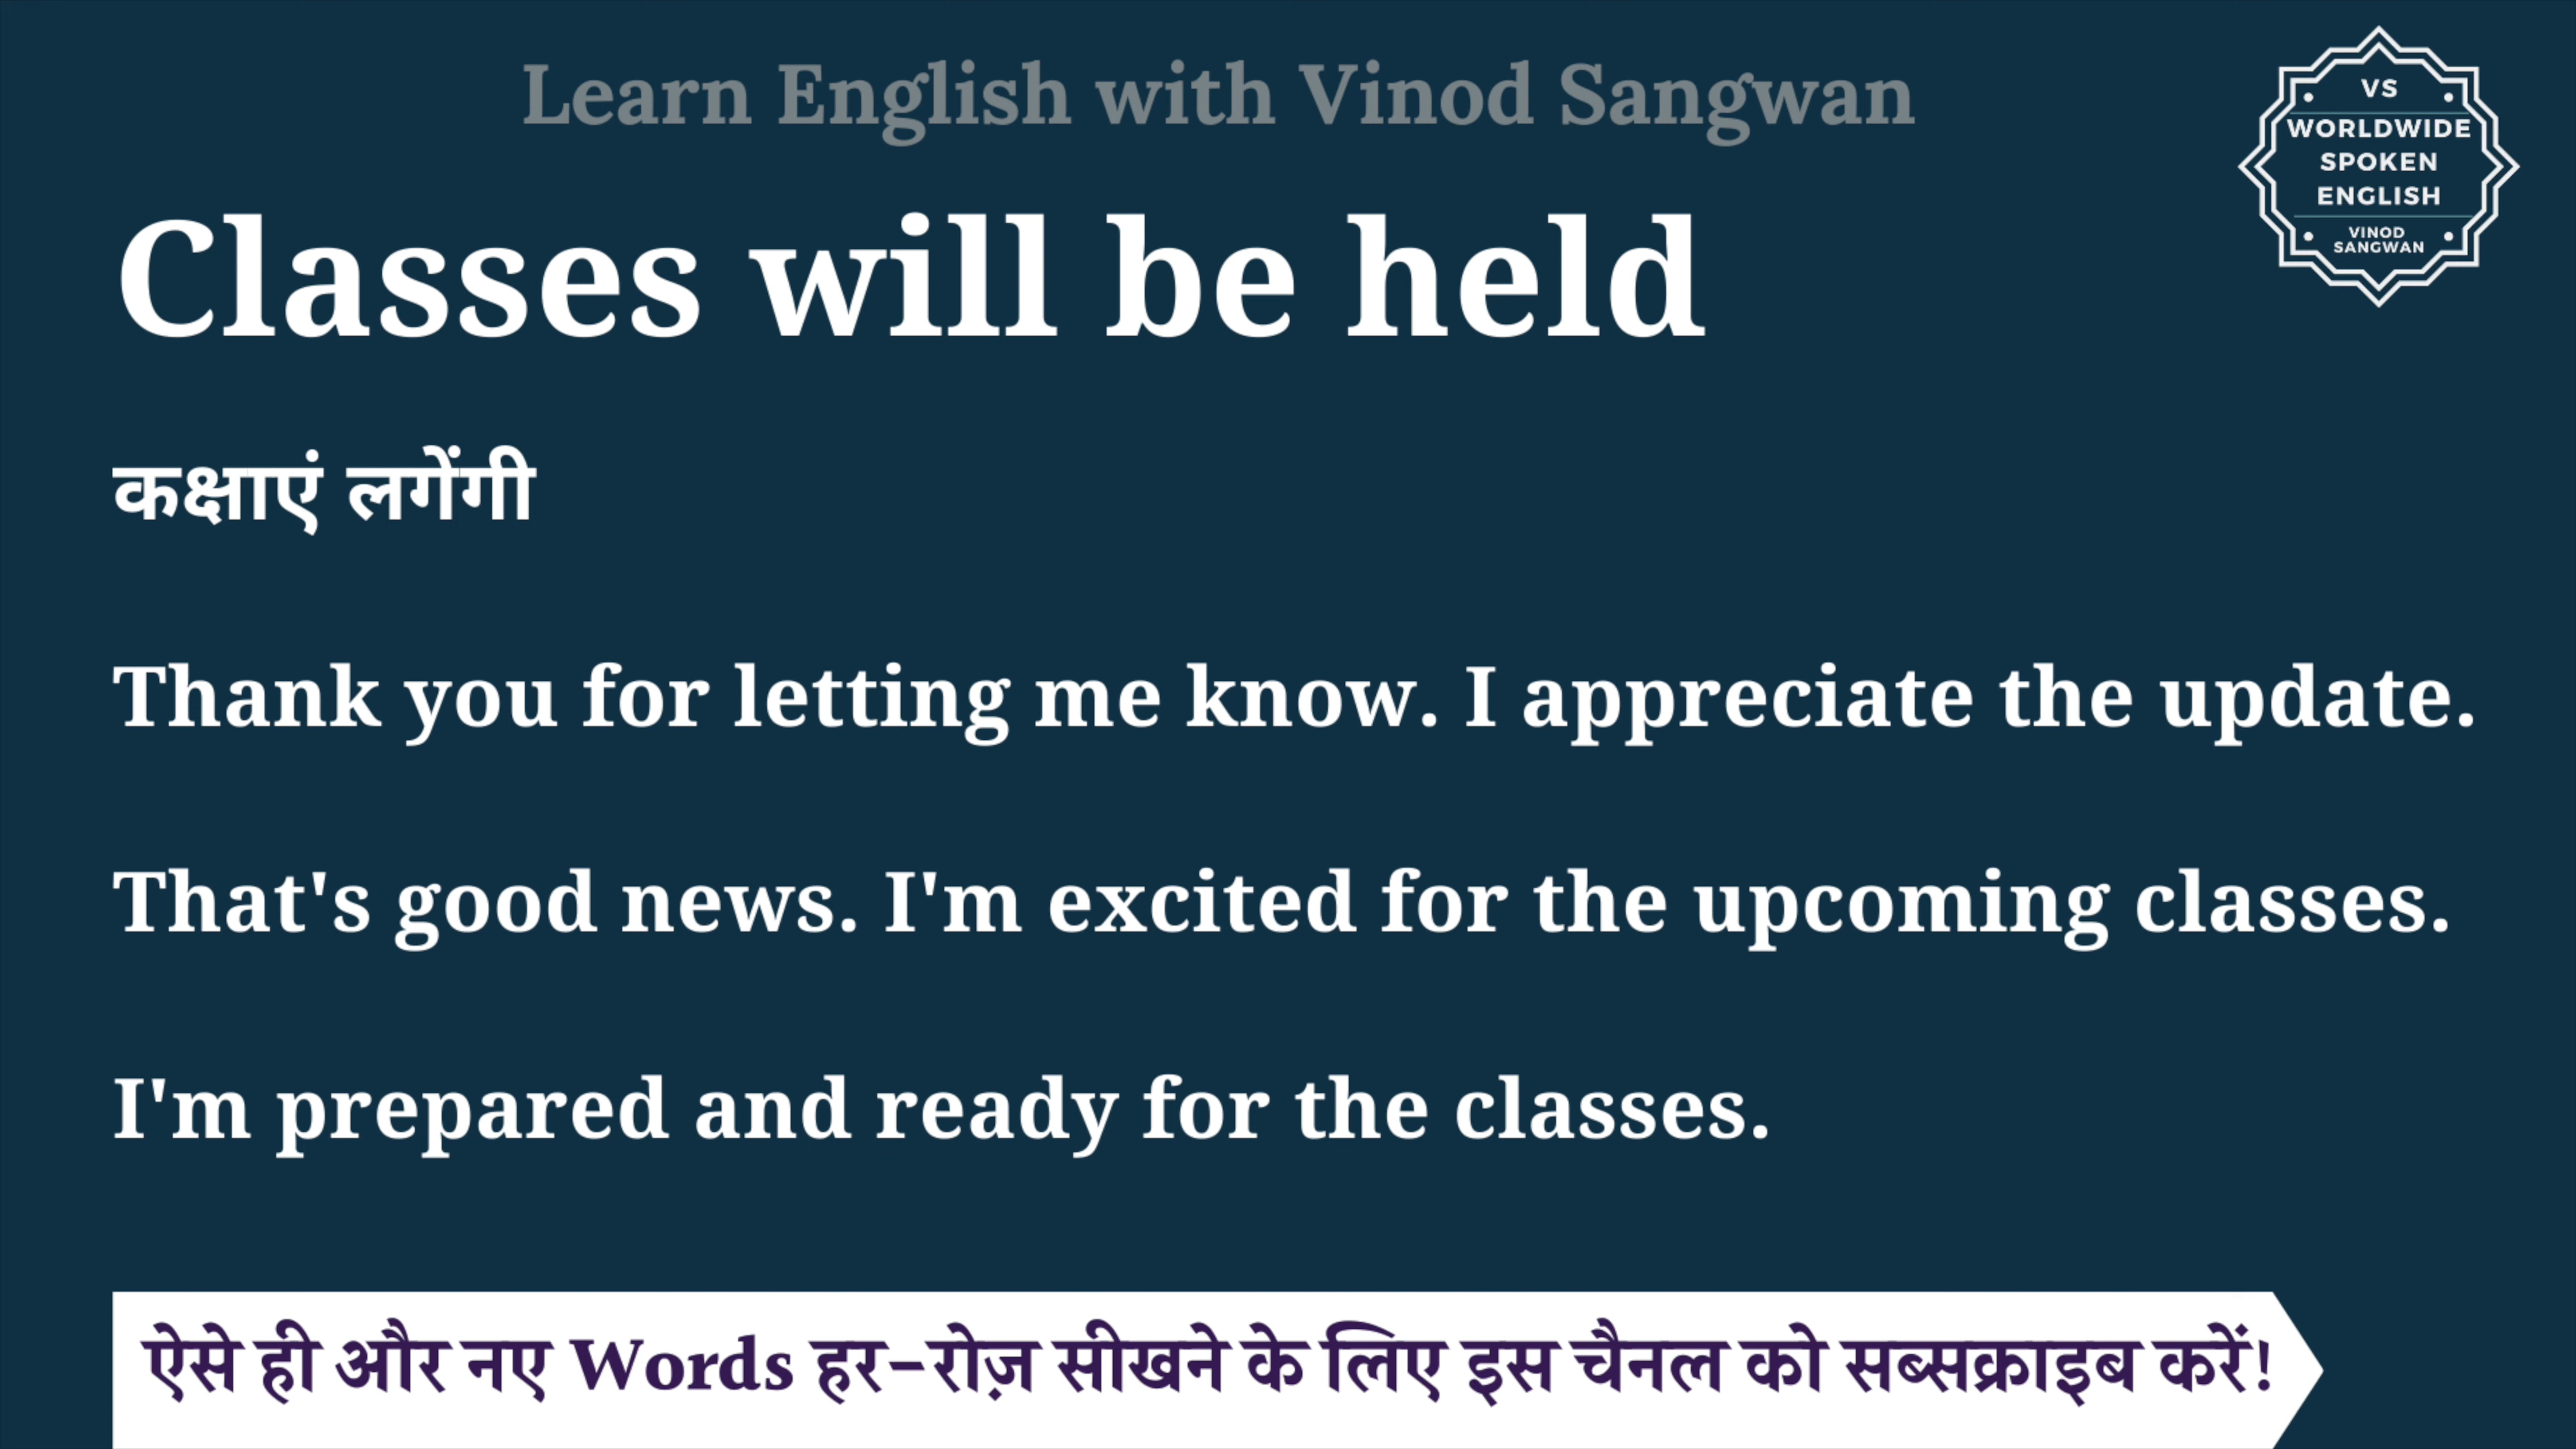 Learn English with Vinod Sangwan
VS
WORLDWIDE
SPOKEN
ENGLISH
VINOD
SANGWAN
Classes will be held
कक्षाएं लगेंगी
Thank you for letting me know. I appreciate the update.
That's good news. I'm excited for the upcoming classes.
I'm prepared and ready for the classes.
ऐसे ही और नए Words हर-रोज़ सीखने के लिए इस चैनल को सब्सक्राइब करें!